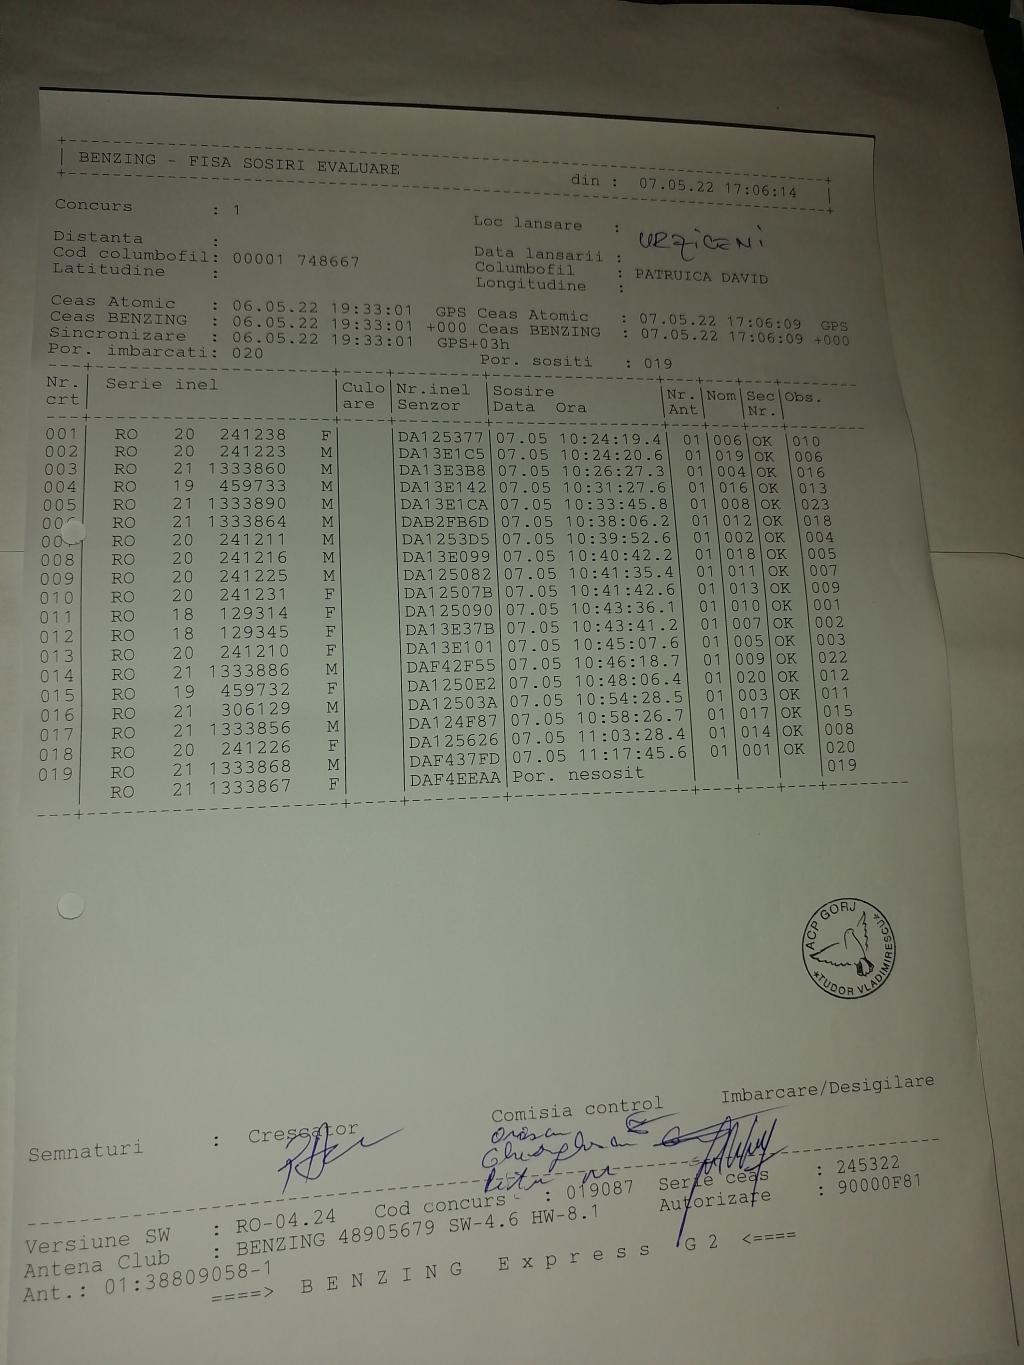 BENZING - FISA SOSIRI EVALUARE din : 07.05.22 17:06:14
Concurs : 1 Loc lansare : URZICENI
Distanta : Data lansarii :
Cod columbofil: 00001 748667 Columbofil : PATRUICA DAVID
Latitudine : Longitudine :
Ceas Atomic : 06.05.22 19:33:01 GPS Ceas Atomic : 07.05.22 17:06:09 GPS
Ceas BENZING : 06.05.22 19:33:01 +000 Ceas BENZING : 07.05.22 17:06:09 +000
Sincronizare : 06.05.22 19:33:01 GPS+03h
Por. imbarcati: 020 Por. sositi : 019
Nr. Serie inel Culo Nr.inel Sosire Nr. Nom Sec Obs.
crt are Senzor Data Ora Ant Nr.
001 RO 20 241238 F DA125377 07.05 10:24:19.4 01 006 OK 010
002 RO 20 241223 M DA13E1C5 07.05 10:24:20.6 01 019 OK 006
003 RO 21 1333860 M DA13E3B8 07.05 10:26:27.3 01 004 OK 016
004 RO 19 459733 M DA13E142 07.05 10:31:27.6 01 016 OK 013
005 RO 21 1333890 M DA13E1CA 07.05 10:33:45.8 01 008 OK 023
RO 21 1333864 M DAB2FB6D 07.05 10:38:06.2 01 012 OK 018
RO 20 241211 M DA1253D5 07.05 10:39:52.6 01 002 OK 004
008 RO 20 241216 M DA13E099 07.05 10:40:42.2 01 018 OK 005
009 RO 20 241225 M DA125082 07.05 10:41:35.4 01 011 OK 007
010 RO 20 241231 F DA12507B 07.05 10:41:42.6 01 013 OK 009
011 RO 18 129314 F DA125090 07.05 10:43:36.1 01 010 OK 001
012 RO 18 129345 F DA13E37B 07.05 10:43:41.2 01 007 OK 002
013 RO 20 241210 F DA13E101 07.05 10:45:07.6 01 005 OK 003
014 RO 21 1333886 M DAF42F55 07.05 10:46:18.7 01 009 OK 022
015 RO 19 459732 F DA1250E2 07.05 10:48:06.4 01 020 OK 012
016 RO 21 306129 M DA12503A 07.05 10:54:28.5 01 003 OK 011
017 RO 21 1333856 M DA124F87 07.05 10:58:26.7 01 017 OK 015
018 RO 20 241226 F DA125626 07.05 11:03:28.4 01 014 OK 008
019 RO 21 1333868 M DAF437FD 07.05 11:17:45.6 01 001 OK 020
RO 21 1333867 F DAF4EEAA Por. nesosit 019
ACP GORJ
*TUDOR VLADIMIRESCU*
Semnaturi : Crescator Comisia control Imbarcare/Desigilare
Versiune SW : RO-04.24 Cod concurs : 019087 Serie ceas : 245322
Antena Club : BENZING 48905679 SW-4.6 HW-8.1 Autorizare : 90000F81
Ant.: 01:38809058-1
====> BENZING Express G2 <====